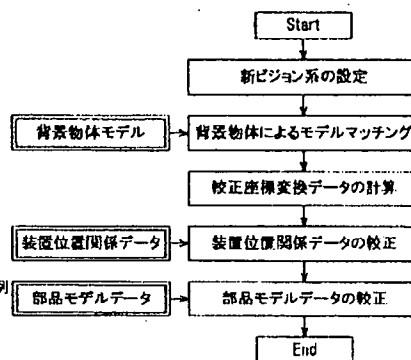 Start
新ビジョン系の設定
背景物体モデル
背景物体によるモデルマッチング
較正座標変換データの計算
装置位置関係データ
装置位置関係データの較正
例
部品モデルデータ
部品モデルデータの較正
End